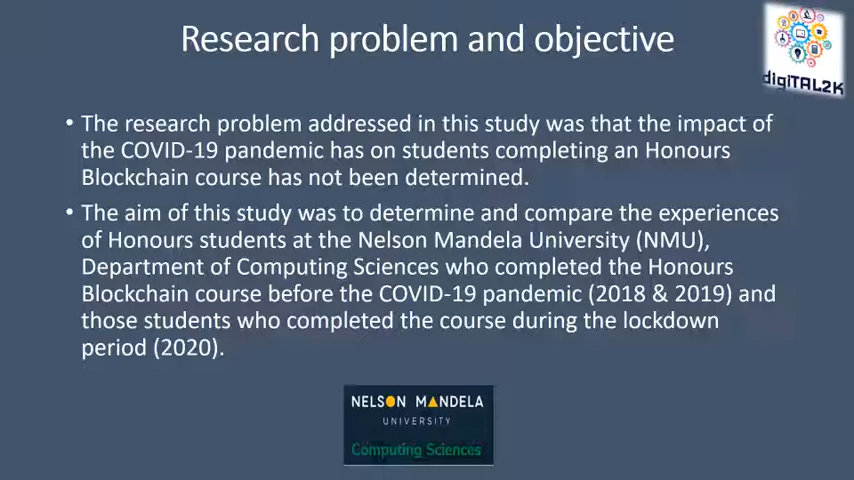 Research problem and objective
digiTAL2K
• The research problem addressed in this study was that the impact of
the COVID-19 pandemic has on students completing an Honours
Blockchain course has not been determined.
• The aim of this study was to determine and compare the experiences
of Honours students at the Nelson Mandela University (NMU),
Department of Computing Sciences who completed the Honours
Blockchain course before the COVID-19 pandemic (2018 & 2019) and
those students who completed the course during the lockdown
period (2020).
NELSON MANDELA
UNIVERSITY
Computing Sciences